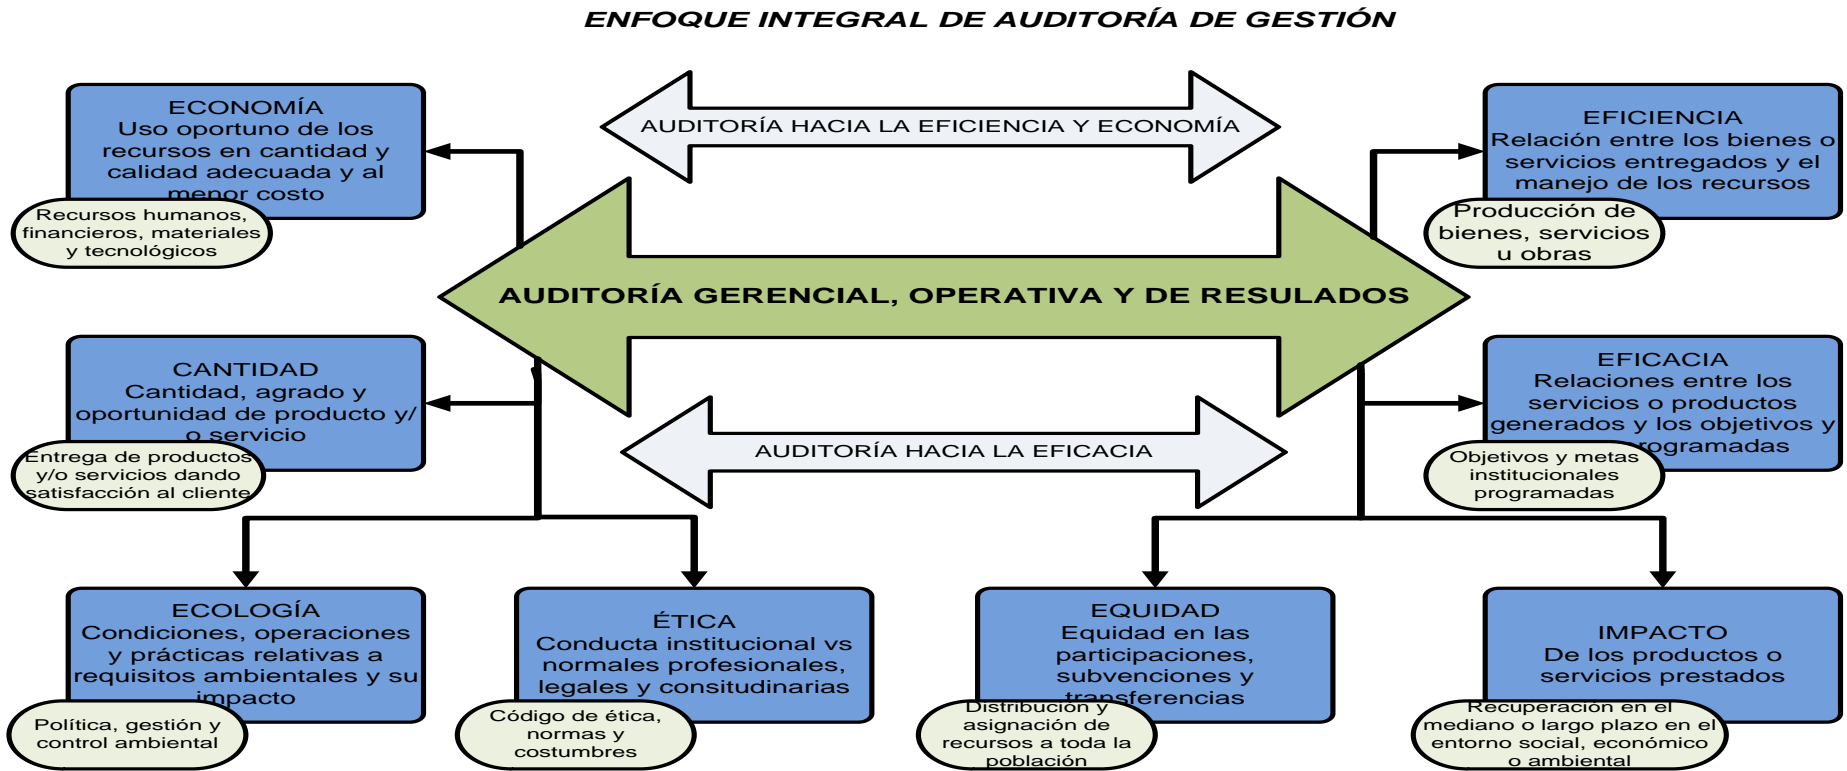 ENFOQUE INTEGRAL DE AUDITORÍA DE GESTIÓN
ECONOMÍA
Uso oportuno de los
recursos en cantidad y
calidad adecuada y al
menor costo
Recursos humanos,
financieros, materiales
y tecnológicos
AUDITORÍA HACIA LA EFICIENCIA Y ECONOMÍA
EFICIENCIA
Relación entre los bienes o
servicios entregados y el
manejo de los recursos
Producción de
bienes, servicios
u obras
AUDITORÍA GERENCIAL, OPERATIVA Y DE RESULADOS
CANTIDAD
Cantidad, agrado y
oportunidad de producto y/
o servicio
Entrega de productos
y/o servicios dando
satisfacción al cliente
AUDITORÍA HACIA LA EFICACIA
EFICACIA
Relaciones entre los
servicios o productos
generados y los objetivos y
programadas
Objetivos y metas
institucionales
programadas
ECOLOGÍA
Condiciones, operaciones
y prácticas relativas a
requisitos ambientales y su
impacto
Política, gestión y
control ambiental
ÉTICA
Conducta institucional vs
normales profesionales,
legales y consitudinarias
Código de ética,
normas y
costumbres
EQUIDAD
Equidad en las
participaciones,
subvenciones y
transferencias
Distribución y
asignación de
recursos a toda la
población
IMPACTO
De los productos o
servicios prestados
Recuperación en el
mediano o largo plazo en el
entorno social, económico
o ambiental